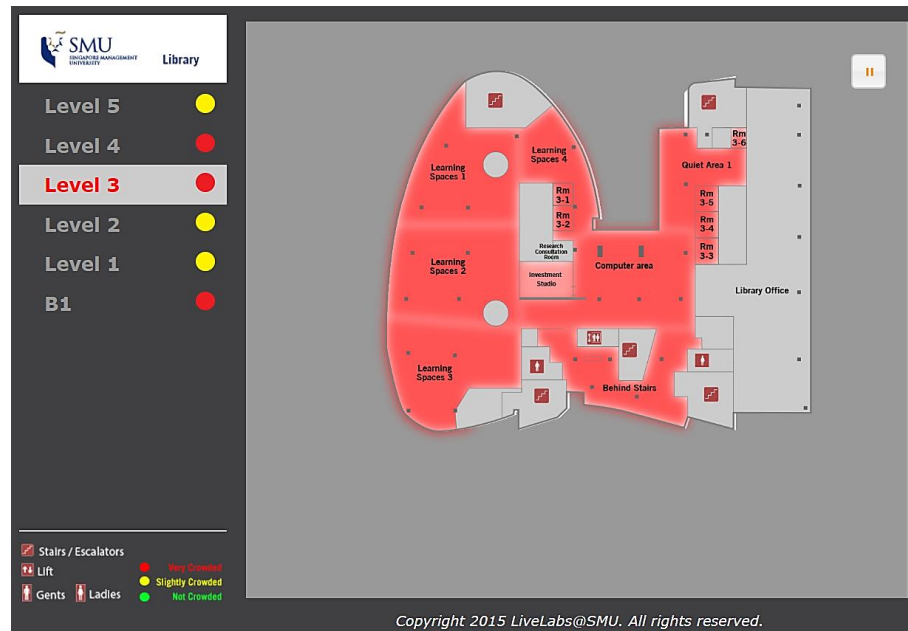 SMU
SINGAPORE MANAGEMENT
UNIVERSITY
Library
Level 5
Level 4
Level 3
Level 2
Level 1
B1
Stairs / Escalators
Lift
Gents
Ladies
Very Crowded
Slightly Crowded
Not Crowded
Learning
Spaces 1
Learning
Spaces 4
Rm
3-1
Rm
3-2
Research
Consultation
Room
Investment
Studio
Learning
Spaces 2
Learning
Spaces 3
Computer area
Behind Stairs
Rm
3-6
Quiet Area 1
Rm
3-5
Rm
3-4
Rm
3-3
Library Office
Copyright 2015 LiveLabs@SMU. All rights reserved.